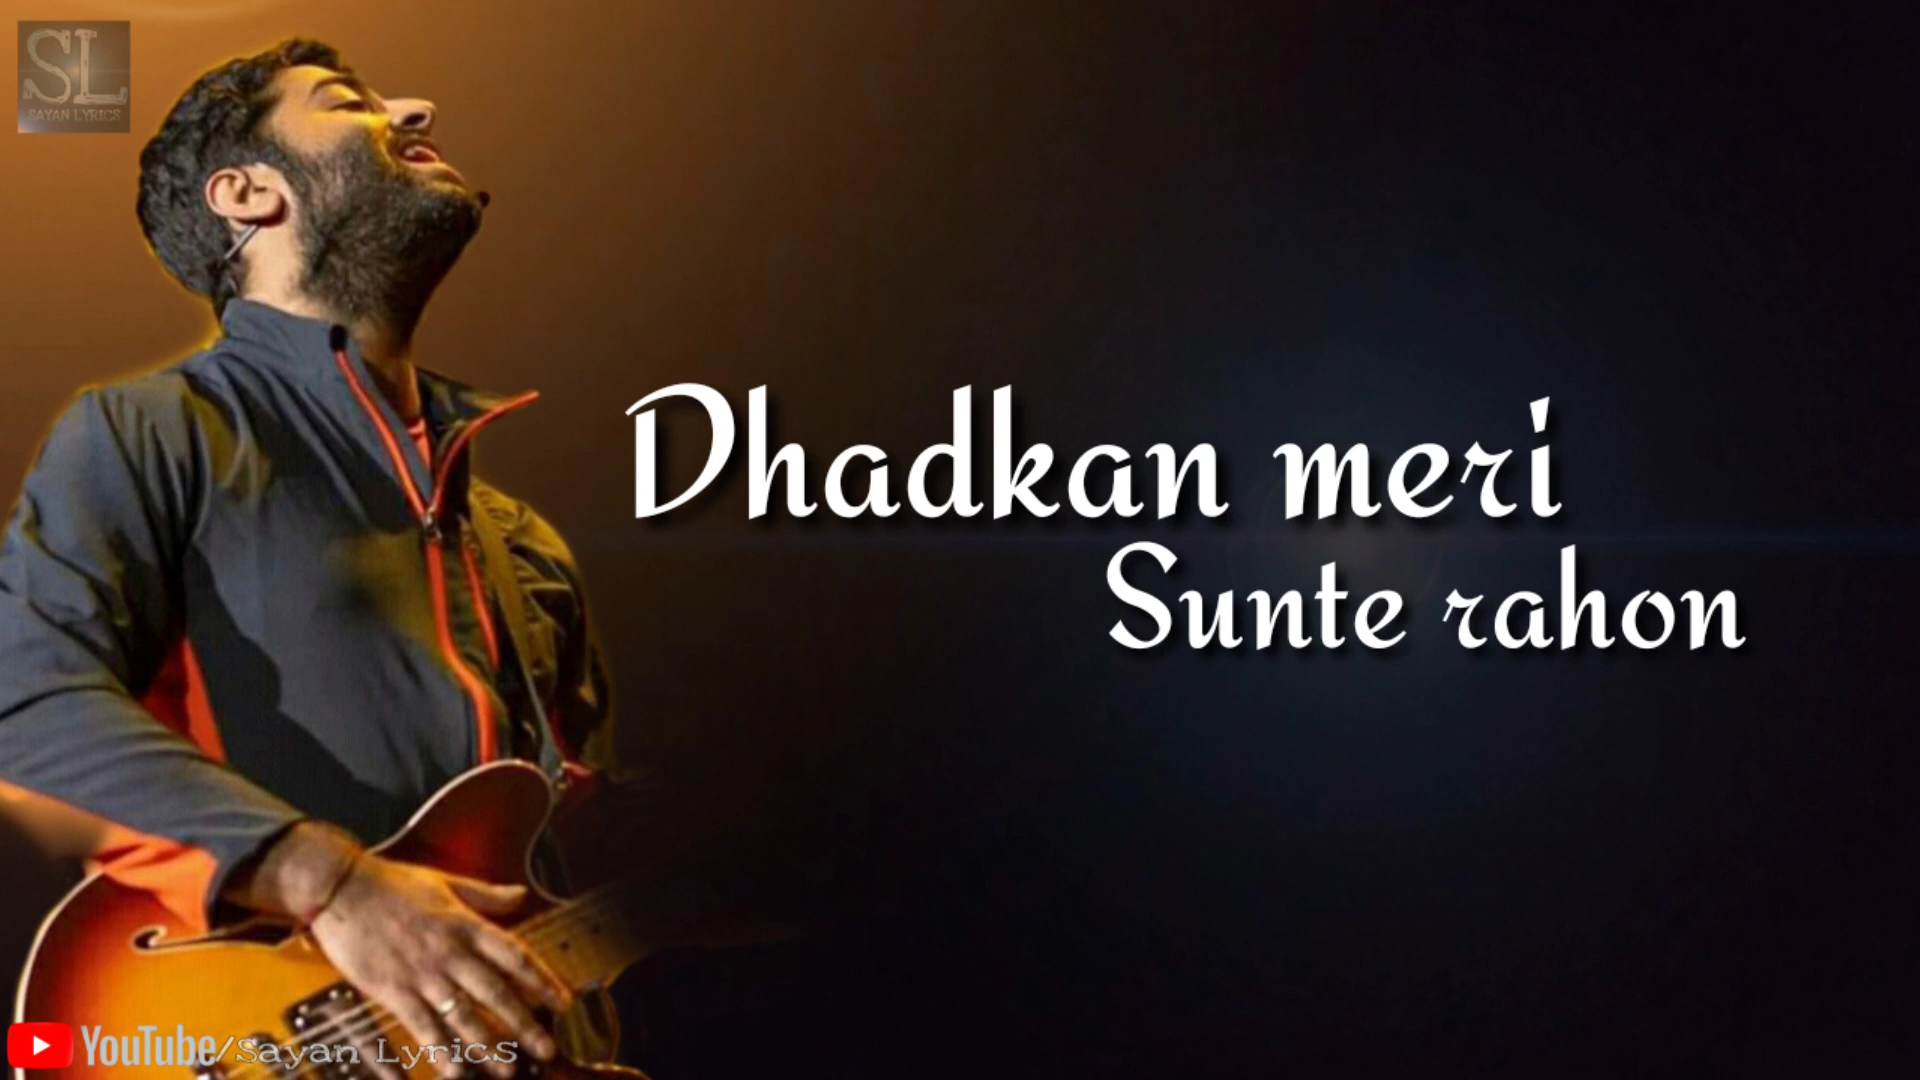 SL
SAYAN LYRICS
Dhadkan meri
Sunte rahon
YouTube/Sayan Lyrics